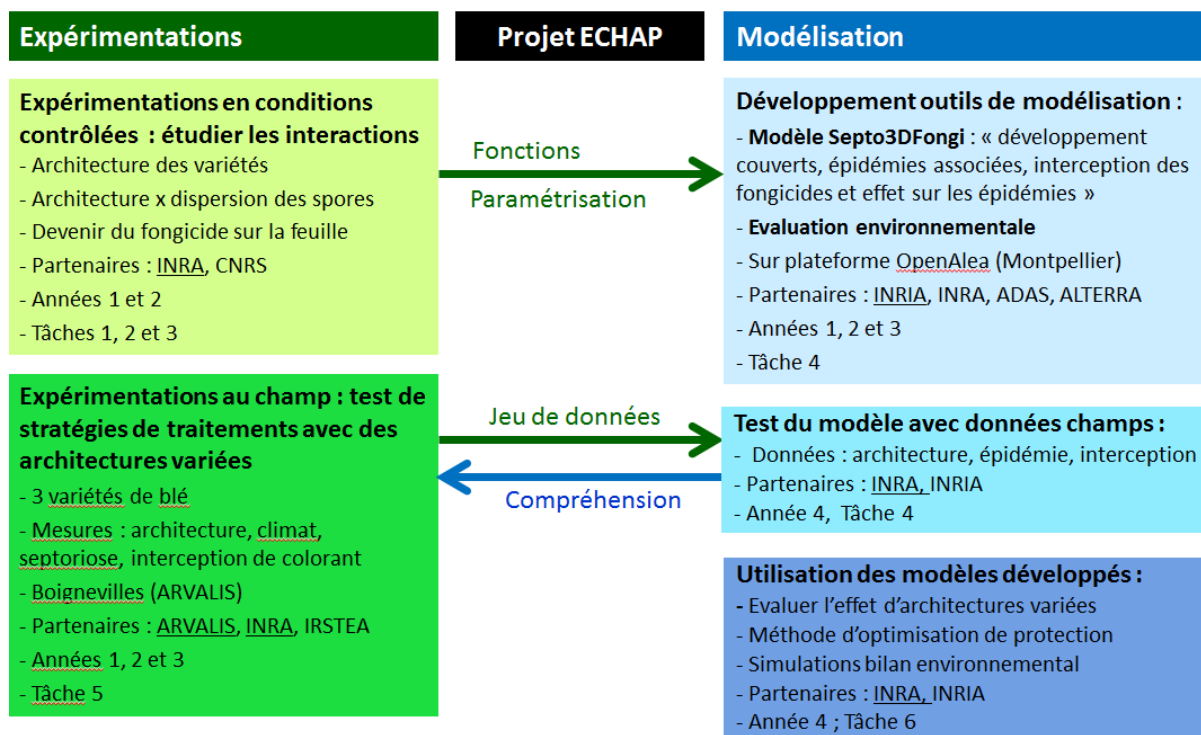 Expérimentations
Projet ECHAP
Modélisation
Expérimentations en conditions
contrôlées : étudier les interactions
- Architecture des variétés
- Architecture x dispersion des spores
- Devenir du fongicide sur la feuille
- Partenaires : INRA, CNRS
- Années 1 et 2
- Tâches 1, 2 et 3
Fonctions
Paramétrisation
Développement outils de modélisation :
- Modèle Septo3DFongi : « développement
couverts, épidémies associées, interception des
fongicides et effet sur les épidémies »
- Evaluation environnementale
- Sur plateforme OpenAlea (Montpellier)
- Partenaires : INRIA, INRA, ADAS, ALTERRA
- Années 1, 2 et 3
- Tâche 4
Expérimentations au champ : test de
stratégies de traitements avec des
architectures variées
- 3 variétés de blé
- Mesures : architecture, climat,
septoriose, interception de colorant
- Boignevilles (ARVALIS)
- Partenaires : ARVALIS, INRA, IRSTEA
- Années 1, 2 et 3
- Tâche 5
Jeu de données
Compréhension
Test du modèle avec données champs :
- Données : architecture, épidémie, interception
- Partenaires : INRA, INRIA
- Année 4, Tâche 4
Utilisation des modèles développés :
- Evaluer l'effet d'architectures variées
- Méthode d'optimisation de protection
- Simulations bilan environnemental
- Partenaires : INRA, INRIA
- Année 4 ; Tâche 6